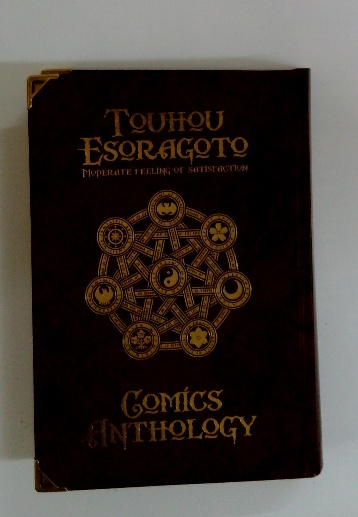 Touhou
Esoragoto
Moderate feeling of satisfaction
Comics
Anthology